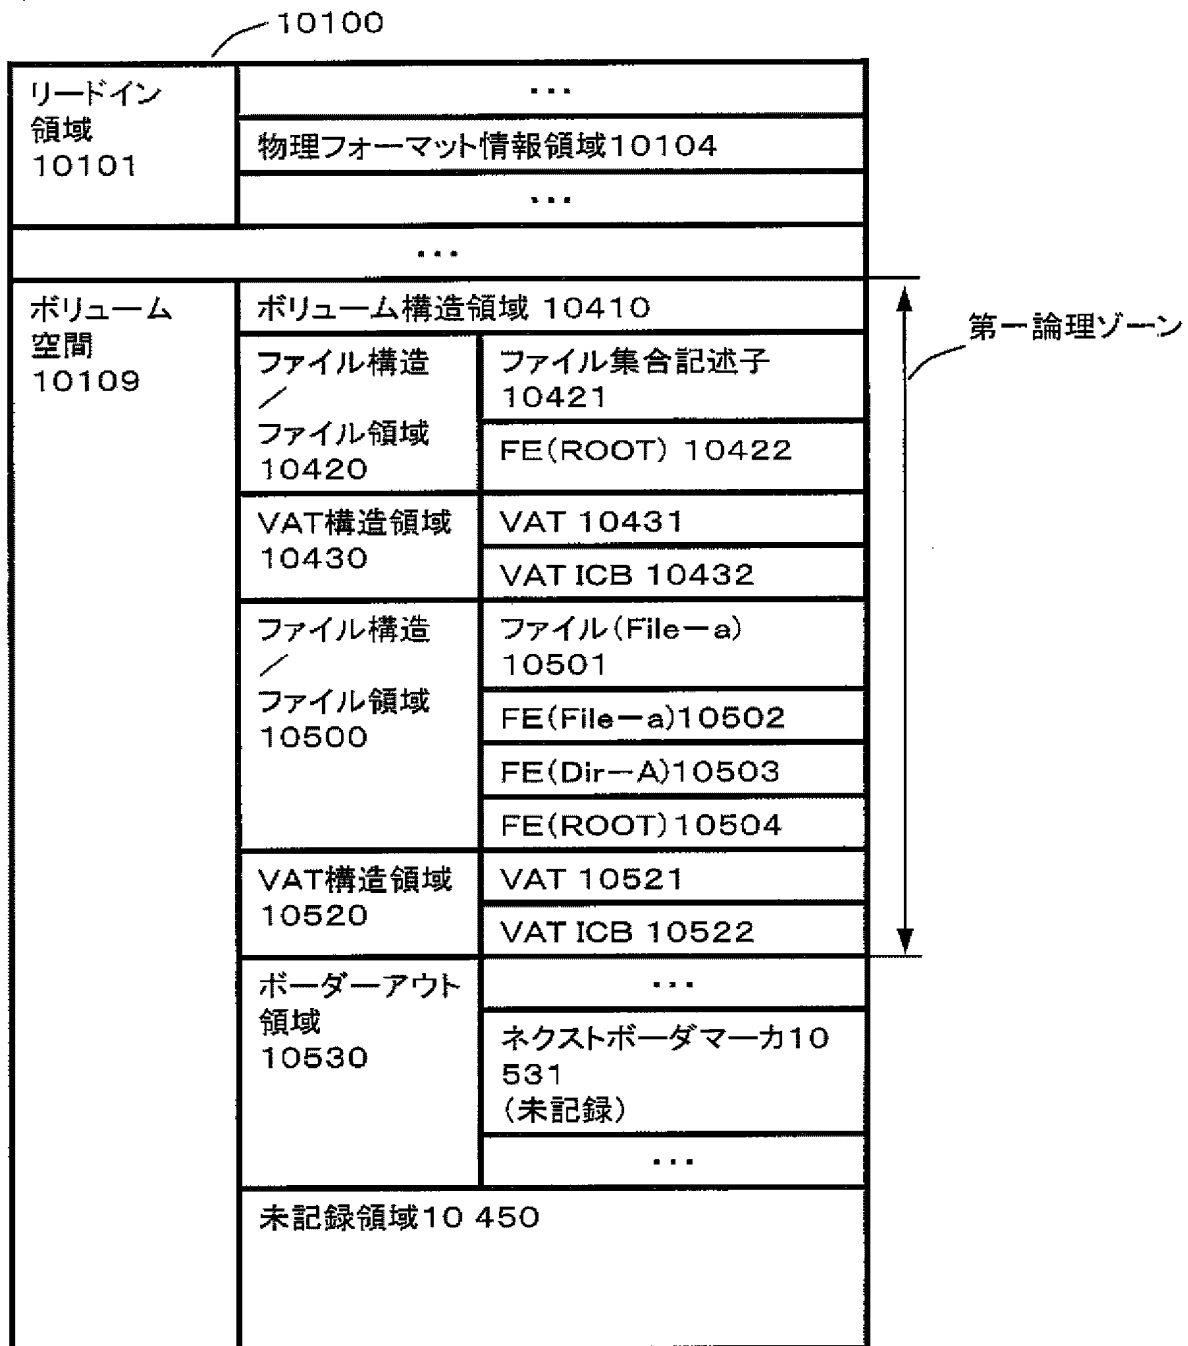 10100
リードイン
領域
10101
・・・
物理フォーマット情報領域10104
・・・
・・・
ボリューム
空間
10109
ボリューム構造領域 10410
第一論理ゾーン
ファイル構造
／
ファイル領域
10420
ファイル集合記述子
10421
FE(ROOT) 10422
VAT構造領域
10430
VAT 10431
VAT ICB 10432
ファイル構造
／
ファイル領域
10500
ファイル(File－a)
10501
FE(File－a)10502
FE(Dir－A)10503
FE(ROOT)10504
VAT構造領域
10520
VAT 10521
VAT ICB 10522
ボーダーアウト
領域
10530
・・・
ネクストボーダマーカ10
531
(未記録)
・・・
未記録領域10 450